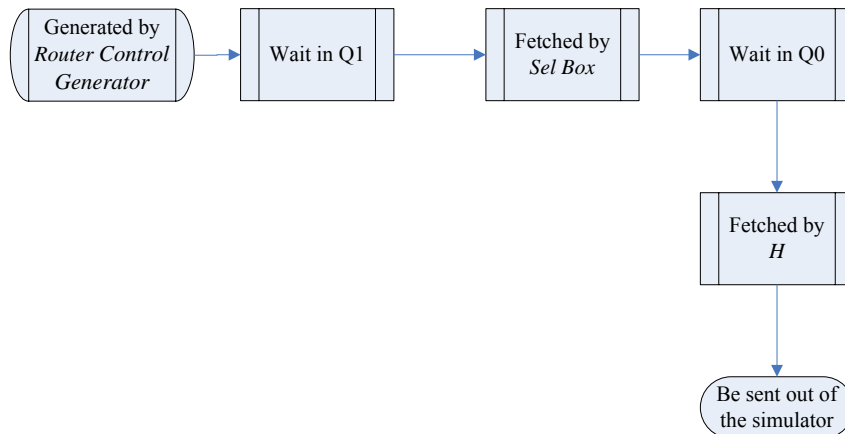 Generated by
Router Control
Generator
Wait in Q1
Fetched by
Sel Box
Wait in Q0
Fetched by
H
Be sent out of
the simulator